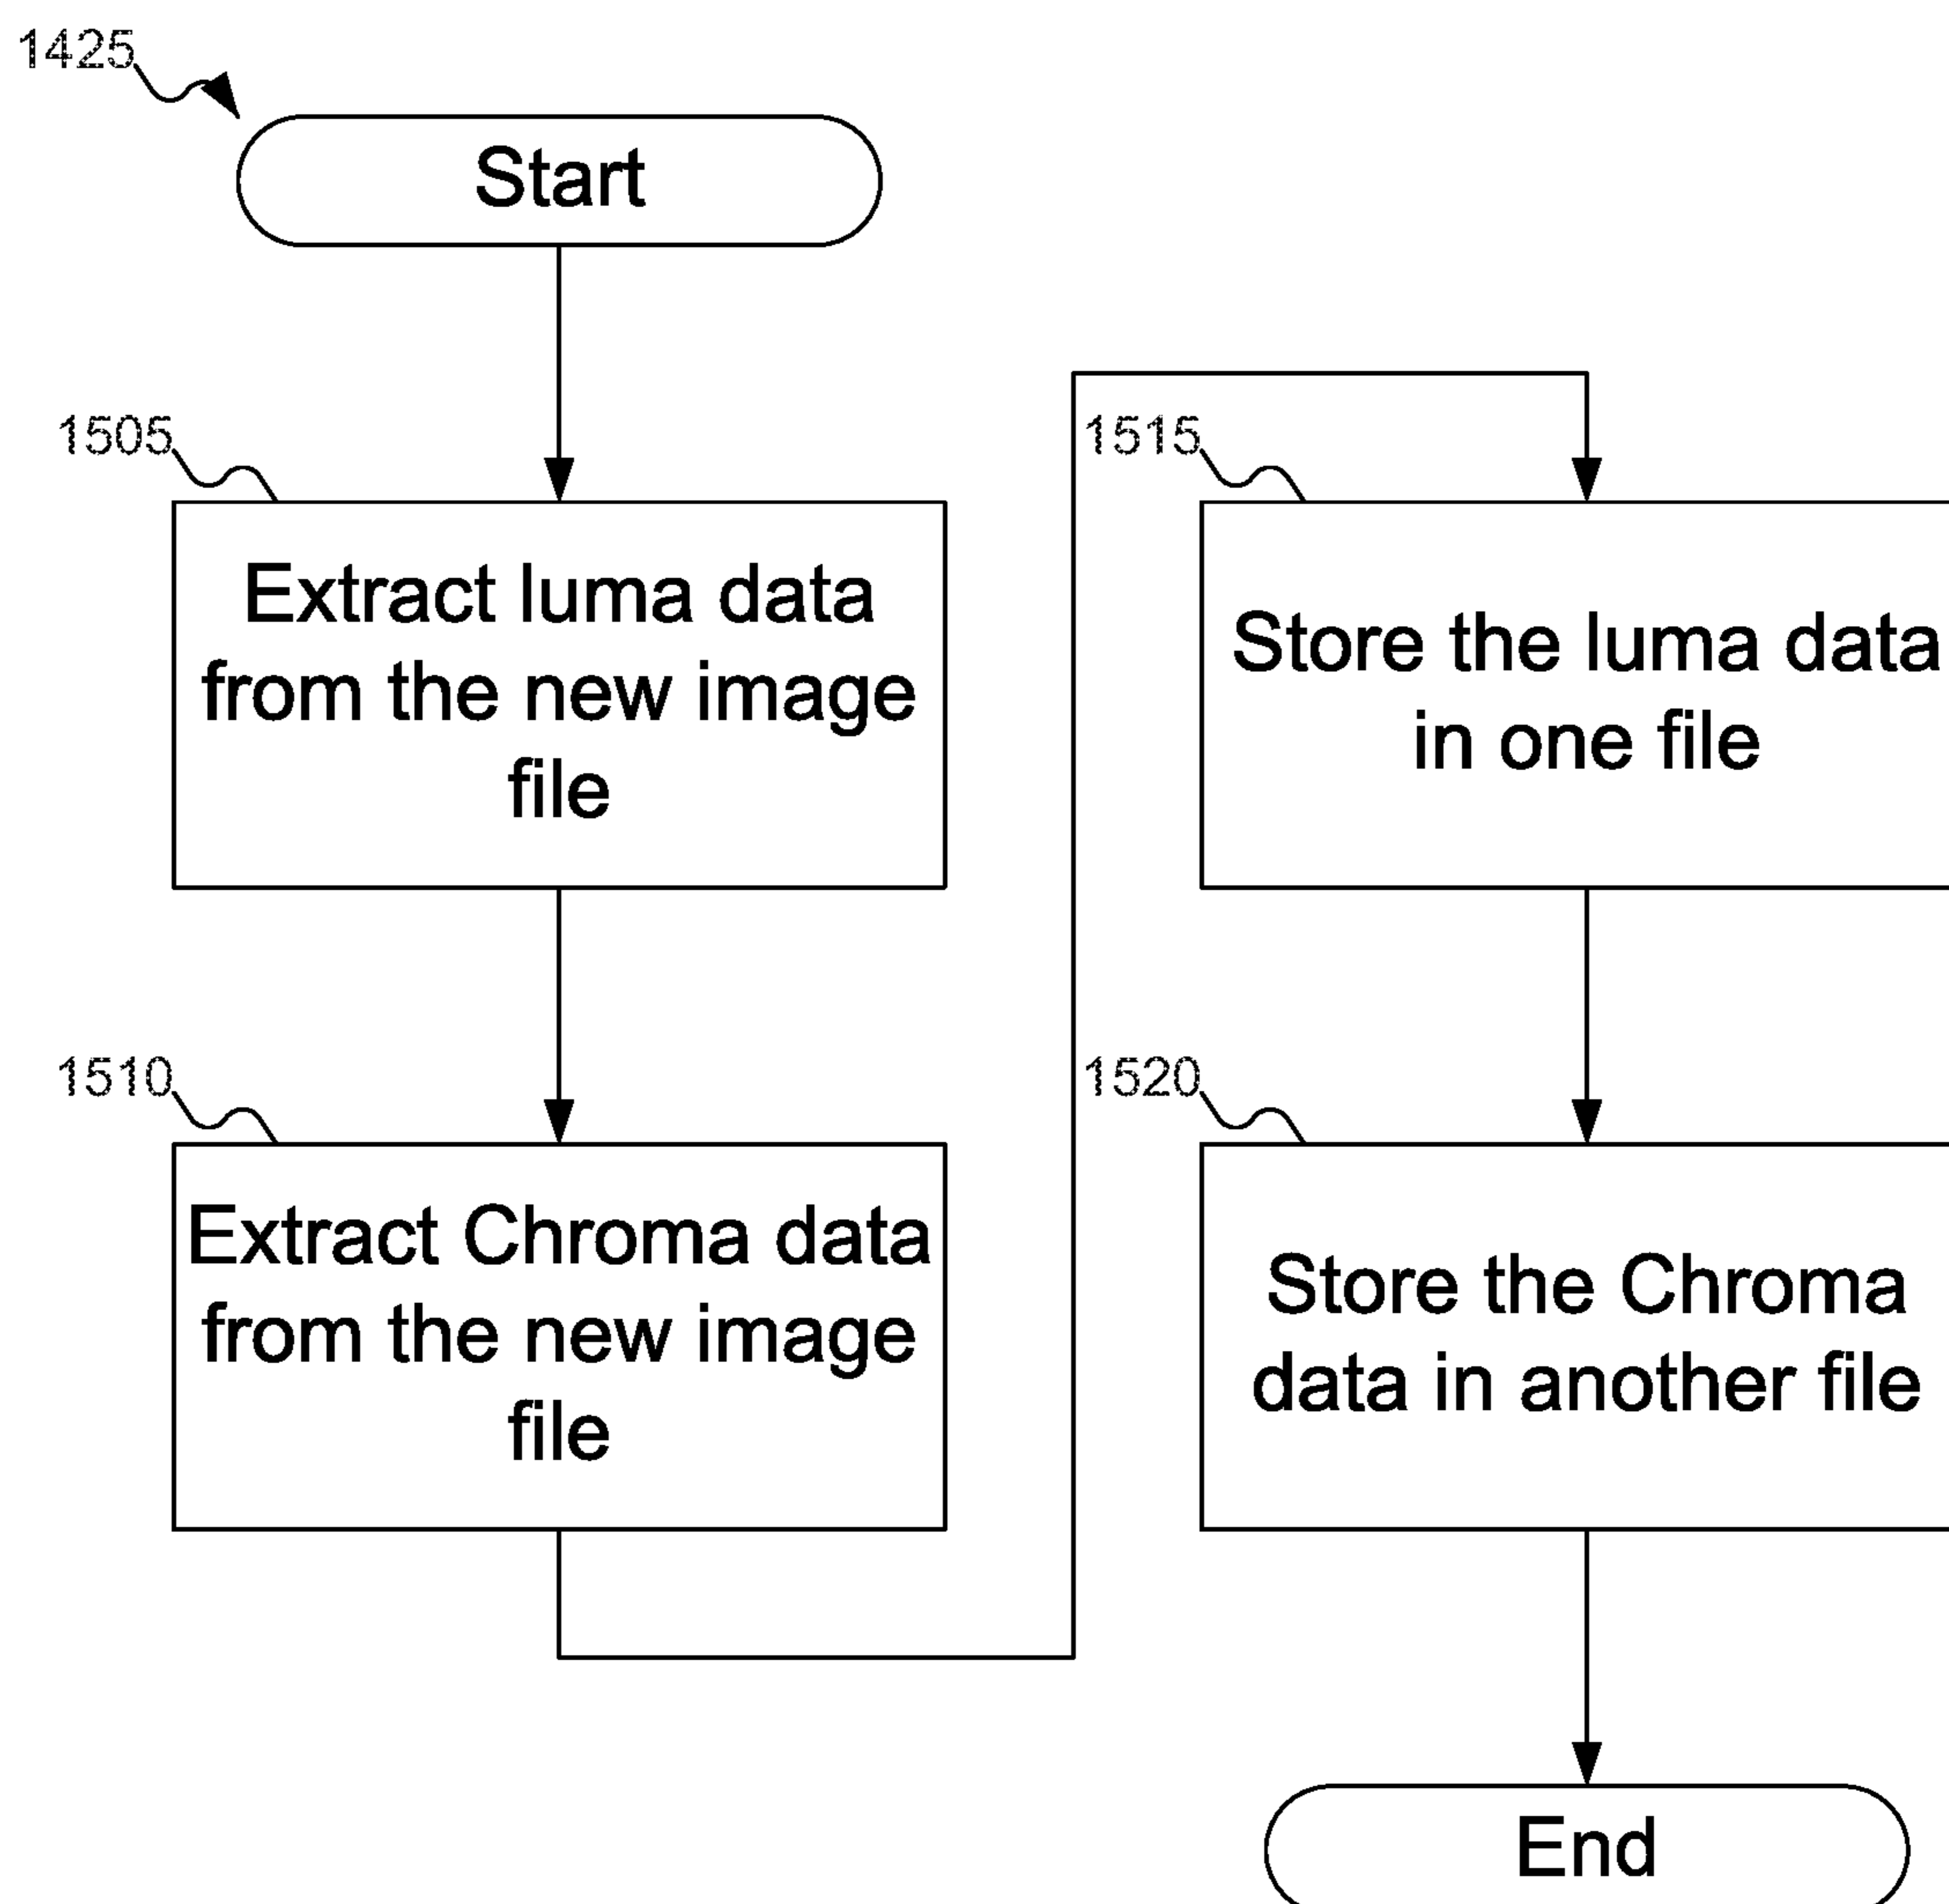 1425
Start
1505
Extract luma data
from the new image
file
1510
Extract Chroma data
from the new image
file
1515
Store the luma data
in one file
1520
Store the Chroma
data in another file
End